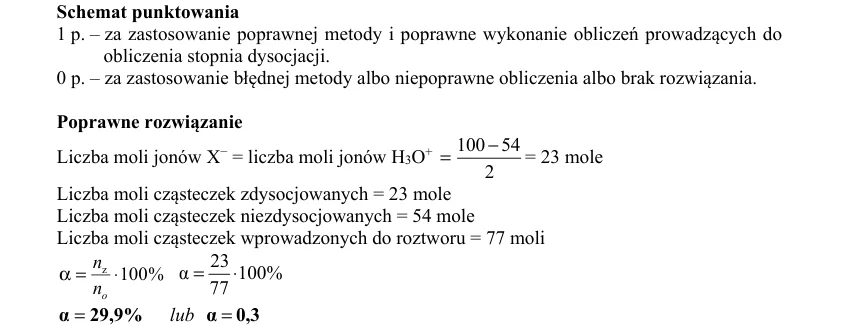 Schemat punktowania
1 p. – za zastosowanie poprawnej metody i poprawne wykonanie obliczeń prowadzących do
obliczenia stopnia dysocjacji.
0 p. – za zastosowanie błędnej metody albo niepoprawne obliczenia albo brak rozwiązania.
Poprawne rozwiązanie
Liczba moli jonów X⁻ = liczba moli jonów H₃O⁺ = \frac{100-54}{2} = 23 mole
Liczba moli cząsteczek zdysocjowanych = 23 mole
Liczba moli cząsteczek niezdysocjowanych = 54 mole
Liczba moli cząsteczek wprowadzonych do roztworu = 77 moli
α = \frac{n_z}{n_o} · 100% α = \frac{23}{77} · 100%
α = 29,9% lub α = 0,3